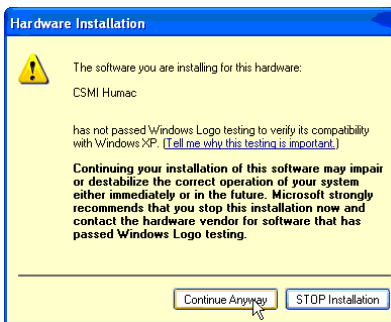 Hardware Installation
The software you are installing for this hardware:
CSMI Humac
has not passed Windows Logo testing to verify its compatibility
with Windows XP. (Tell me why this testing is important.)
Continuing your installation of this software may impair
or destabilize the correct operation of your system
either immediately or in the future. Microsoft strongly
recommends that you stop this installation now and
contact the hardware vendor for software that has
passed Windows Logo testing.
Continue Anyway STOP Installation